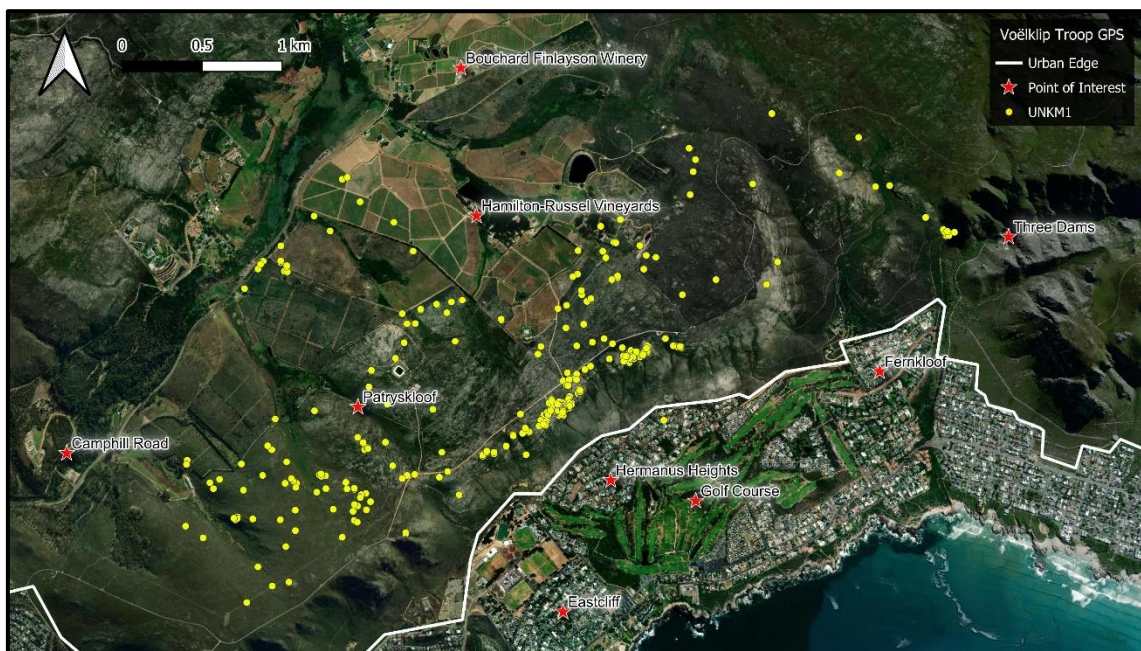 0 0.5 1 km
Voëlklip Troop GPS
Urban Edge
Point of Interest
UNKM1
Bouchard Finlayson Winery
Hamilton-Russel Vineyards
Three Dams
Fernkloof
Patryskloof
Camphill Road
Hermanus Heights
Golf Course
Eastcliff